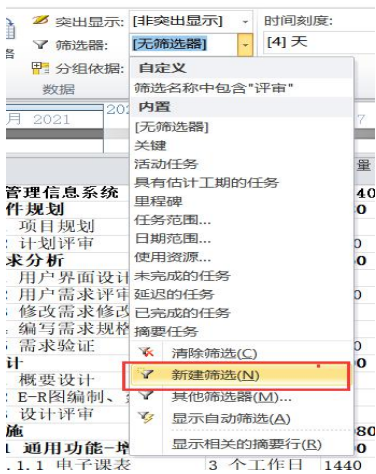 突出显示: [非突出显示] 时间刻度:
筛选器: [无筛选器] [4] 天
分组依据:
数据
自定义
筛选名称中包含"评审"
内置
[无筛选器]
关键
活动任务
具有估计工期的任务
里程碑
任务范围...
日期范围...
使用资源...
未完成的任务
延迟的任务
已完成的任务
摘要任务
清除筛选(C)
新建筛选(N)
其他筛选器(M)...
显示自动筛选(A)
显示相关的摘要行(R)
月 2021
202
7
量
管理信息系统 40
件规划 0
项目规划
计划评审 0
求分析 0
用户界面设计
用户需求评审 0
修改需求修改
编写需求规格
需求验证 0
计 0
概要设计
E-R图编制、
设计评审 0
施 80
1 通用功能-增 0
.1.1 电子课表 3 个工作日 1440